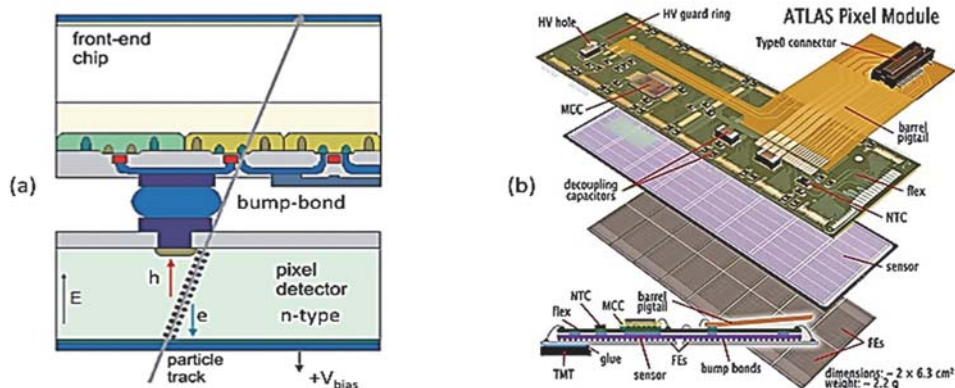 (a)
front-end
chip
bump-bond
h
E
e
pixel
detector
n-type
particle
track
+Vbias
(b)
ATLAS Pixel Module
HV guard ring
HV hole
Type0 connector
MCC
barrel
pigtail
decoupling
capacitors
flex
NTC
sensor
barrel
pigtail
MCC
NTC
flex
FEs
glue
TMT
sensor
FEs
bump bonds
dimensions: ~ 2 × 6.3 cm²
weight: ~ 2.2 g